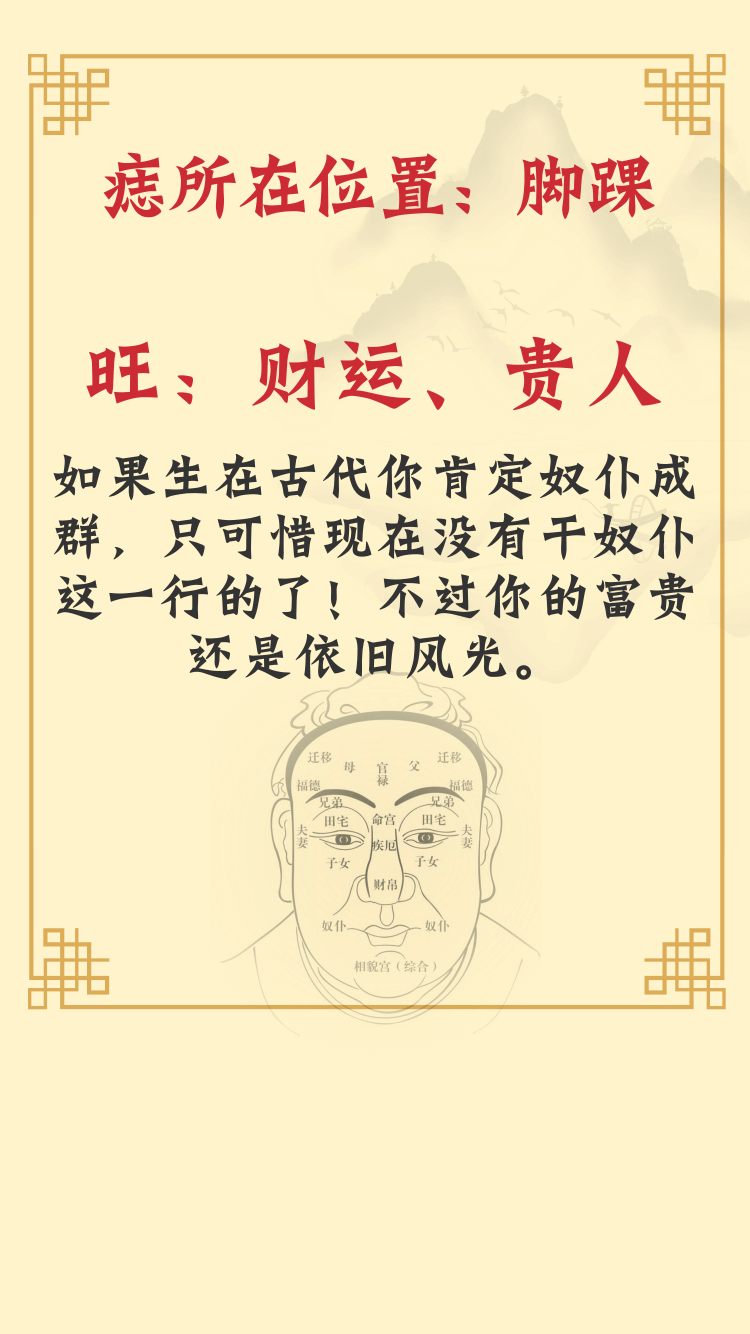 痣所在位置：脚踝
旺：财运、贵人
如果生在古代你肯定奴仆成
群，只可惜现在没有干奴仆
这一行的了！不过你的富贵
还是依旧风光。
迁移 母 官禄 父 迁移
福德 福德
兄弟 兄弟
田宅 命宫 田宅
夫妻 疾厄 夫妻
子女 子女
财帛
奴仆 奴仆
相貌宫（综合）